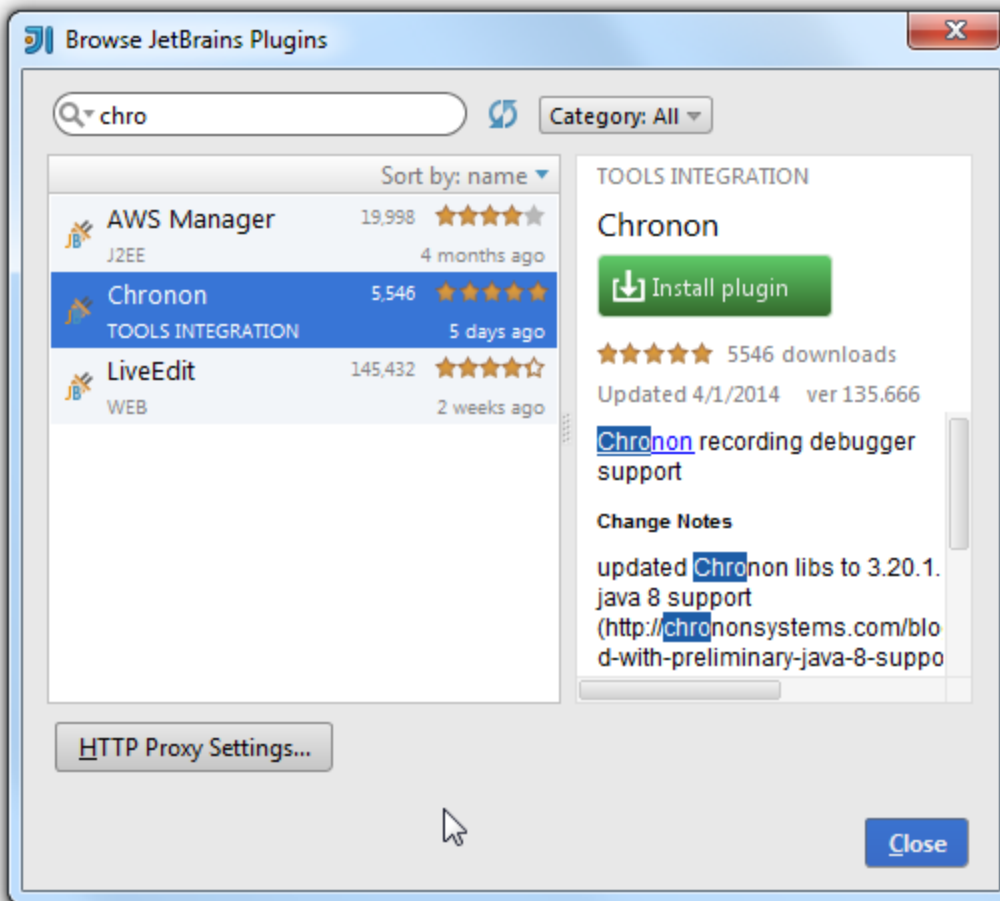 Browse JetBrains Plugins
chro
Category: All
Sort by: name
AWS Manager 19,998
J2EE 4 months ago
Chronon 5,546
TOOLS INTEGRATION 5 days ago
LiveEdit 145,432
WEB 2 weeks ago
TOOLS INTEGRATION
Chronon
Install plugin
5546 downloads
Updated 4/1/2014 ver 135.666
Chronon recording debugger
support
Change Notes
updated Chronon libs to 3.20.1.
java 8 support
(http://chrononsystems.com/blo
d-with-preliminary-java-8-suppo
HTTP Proxy Settings...
Close